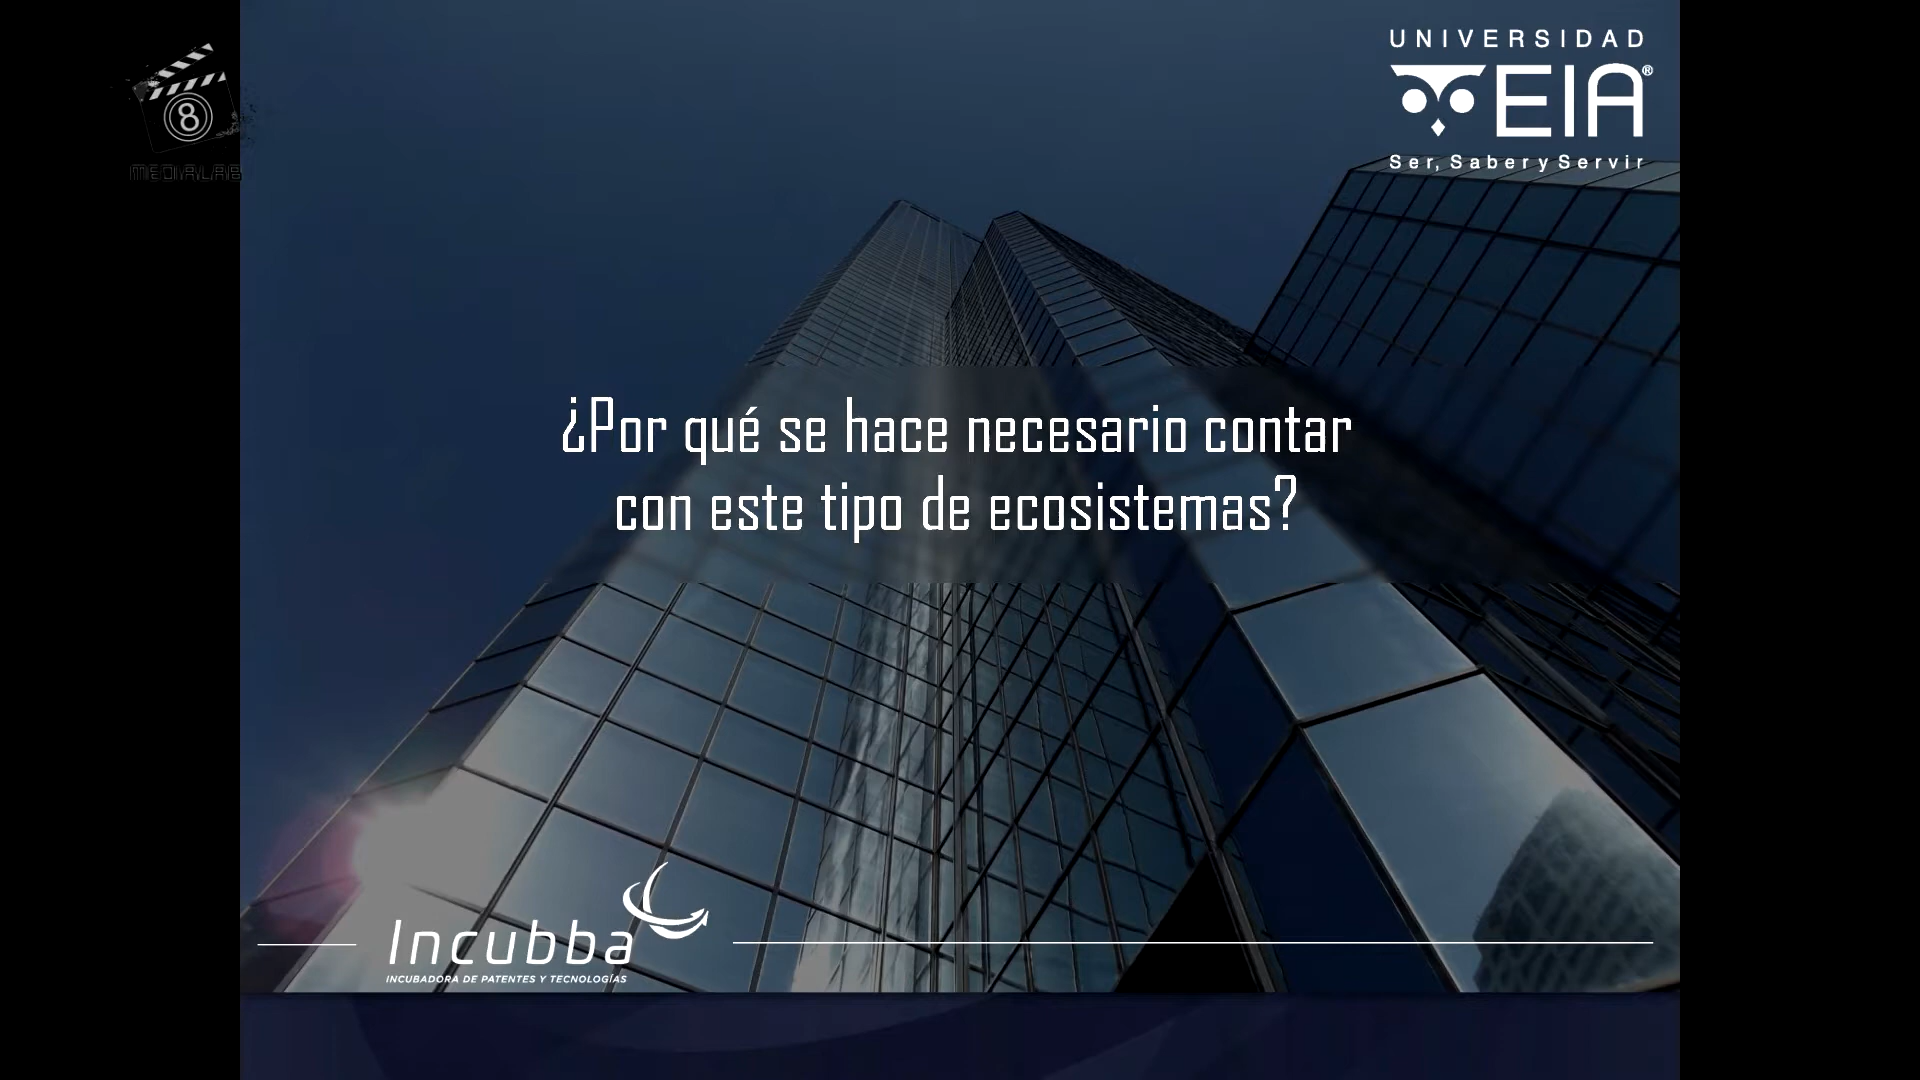 8
MEDIALAB
UNIVERSIDAD
EIA®
Ser, Saber y Servir
¿Por qué se hace necesario contar
con este tipo de ecosistemas?
Incubba
INCUBADORA DE PATENTES Y TECNOLOGÍAS